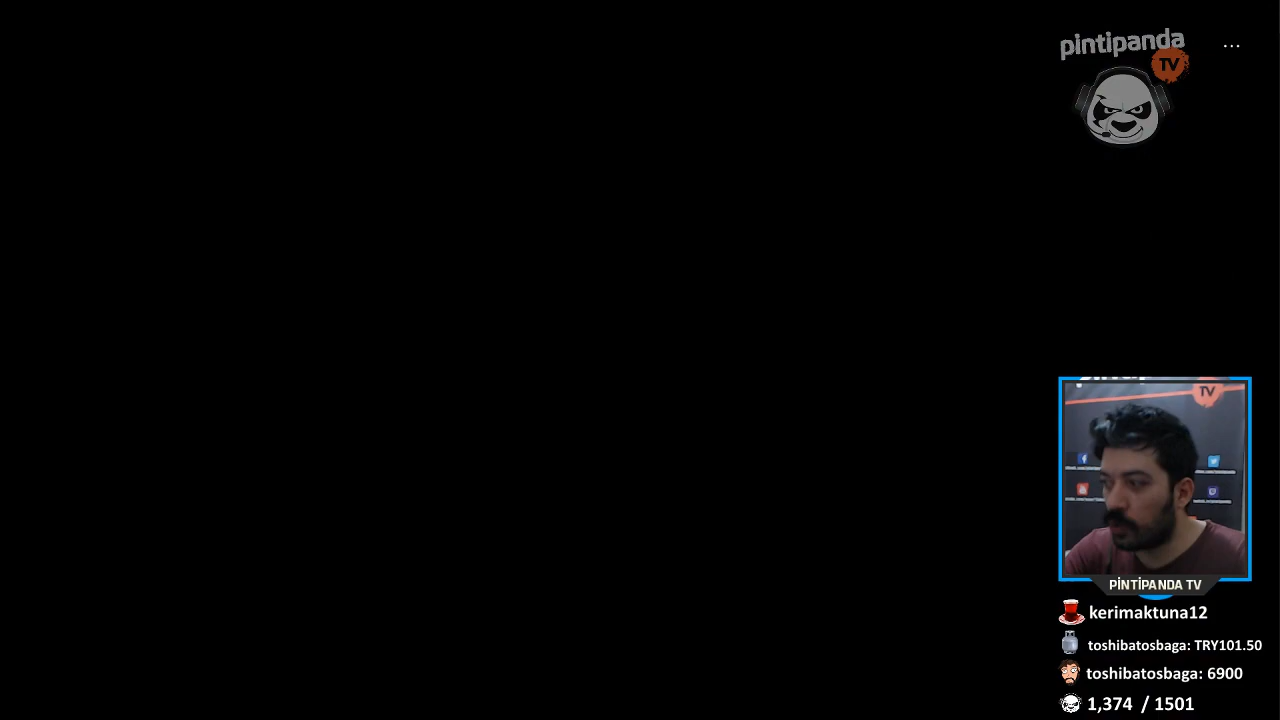 pintipanda
TV
...
TV
PİNTİPANDA TV
kerimaktuna12
toshibatosbaga: TRY101.50
toshibatosbaga: 6900
1,374 / 1501